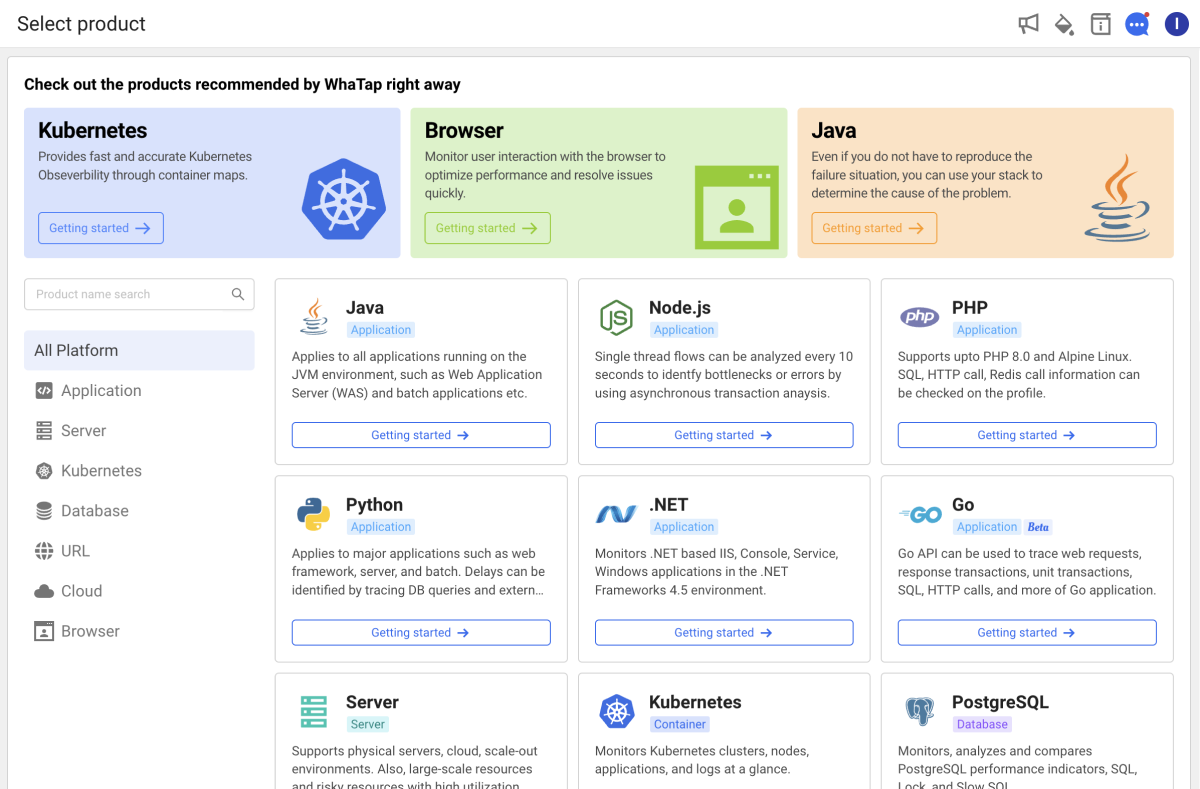 Select product
I
Check out the products recommended by WhaTap right away
Kubernetes
Provides fast and accurate Kubernetes
Obseverbility through container maps.
Getting started
Browser
Monitor user interaction with the browser to
optimize performance and resolve issues
quickly.
Getting started
Java
Even if you do not have to reproduce the
failure situation, you can use your stack to
determine the cause of the problem.
Getting started
Product name search
All Platform
Application
Server
Kubernetes
Database
URL
Cloud
Browser
Java
Application
Applies to all applications running on the
JVM environment, such as Web Application
Server (WAS) and batch applications etc.
Getting started
JS
Node.js
Application
Single thread flows can be analyzed every 10
seconds to identfy bottlenecks or errors by
using asynchronous transaction anaysis.
Getting started
php
PHP
Application
Supports upto PHP 8.0 and Alpine Linux.
SQL, HTTP call, Redis call information can
be checked on the profile.
Getting started
Python
Application
Applies to major applications such as web
framework, server, and batch. Delays can be
identified by tracing DB queries and extern...
Getting started
.NET
Application
Monitors .NET based IIS, Console, Service,
Windows applications in the .NET
Frameworks 4.5 environment.
Getting started
GO
Go
Application Beta
Go API can be used to trace web requests,
response transactions, unit transactions,
SQL, HTTP calls, and more of Go application.
Getting started
Server
Server
Supports physical servers, cloud, scale-out
environments. Also, large-scale resources
and risky resources with high utilization
Kubernetes
Container
Monitors Kubernetes clusters, nodes,
applications, and logs at a glance.
PostgreSQL
Database
Monitors, analyzes and compares
PostgreSQL performance indicators, SQL,
Lock, and Slow SQL